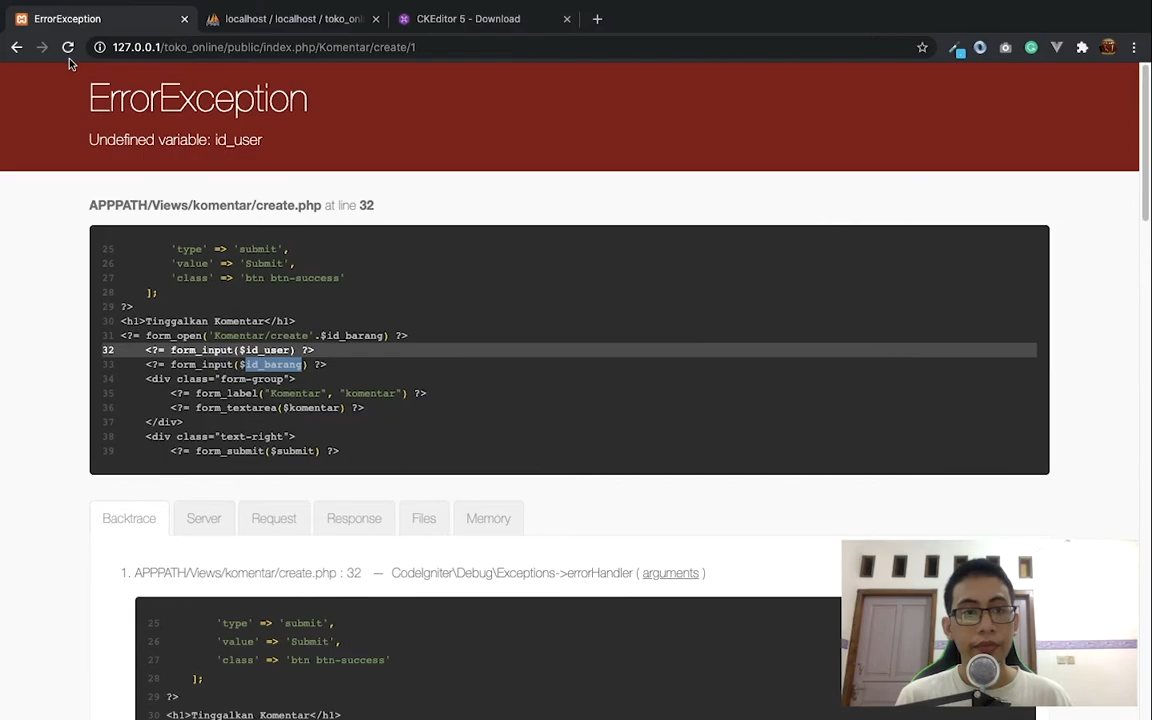 ErrorException
localhost / localhost / toko_onli
CKEditor 5 - Download
127.0.0.1/toko_online/public/index.php/Komentar/create/1
ErrorException
Undefined variable: id_user
APPPATH/Views/komentar/create.php at line 32
25 'type' => 'submit',
26 'value' => 'Submit',
27 'class' => 'btn btn-success'
28 ];
29 ?>
30 <h1>Tinggalkan Komentar</h1>
31 <?= form_open('Komentar/create'.$id_barang) ?>
32 <?= form_input($id_user) ?>
33 <?= form_input($id_barang) ?>
34 <div class="form-group">
35 <?= form_label("Komentar", "komentar") ?>
36 <?= form_textarea($komentar) ?>
37 </div>
38 <div class="text-right">
39 <?= form_submit($submit) ?>
Backtrace Server Request Response Files Memory
1. APPPATH/Views/komentar/create.php : 32 — CodeIgniter\Debug\Exceptions->errorHandler ( arguments )
25 'type' => 'submit',
26 'value' => 'Submit',
27 'class' => 'btn btn-success'
28 ];
29 ?>
30 <h1>Tinggalkan Komentar</h1>